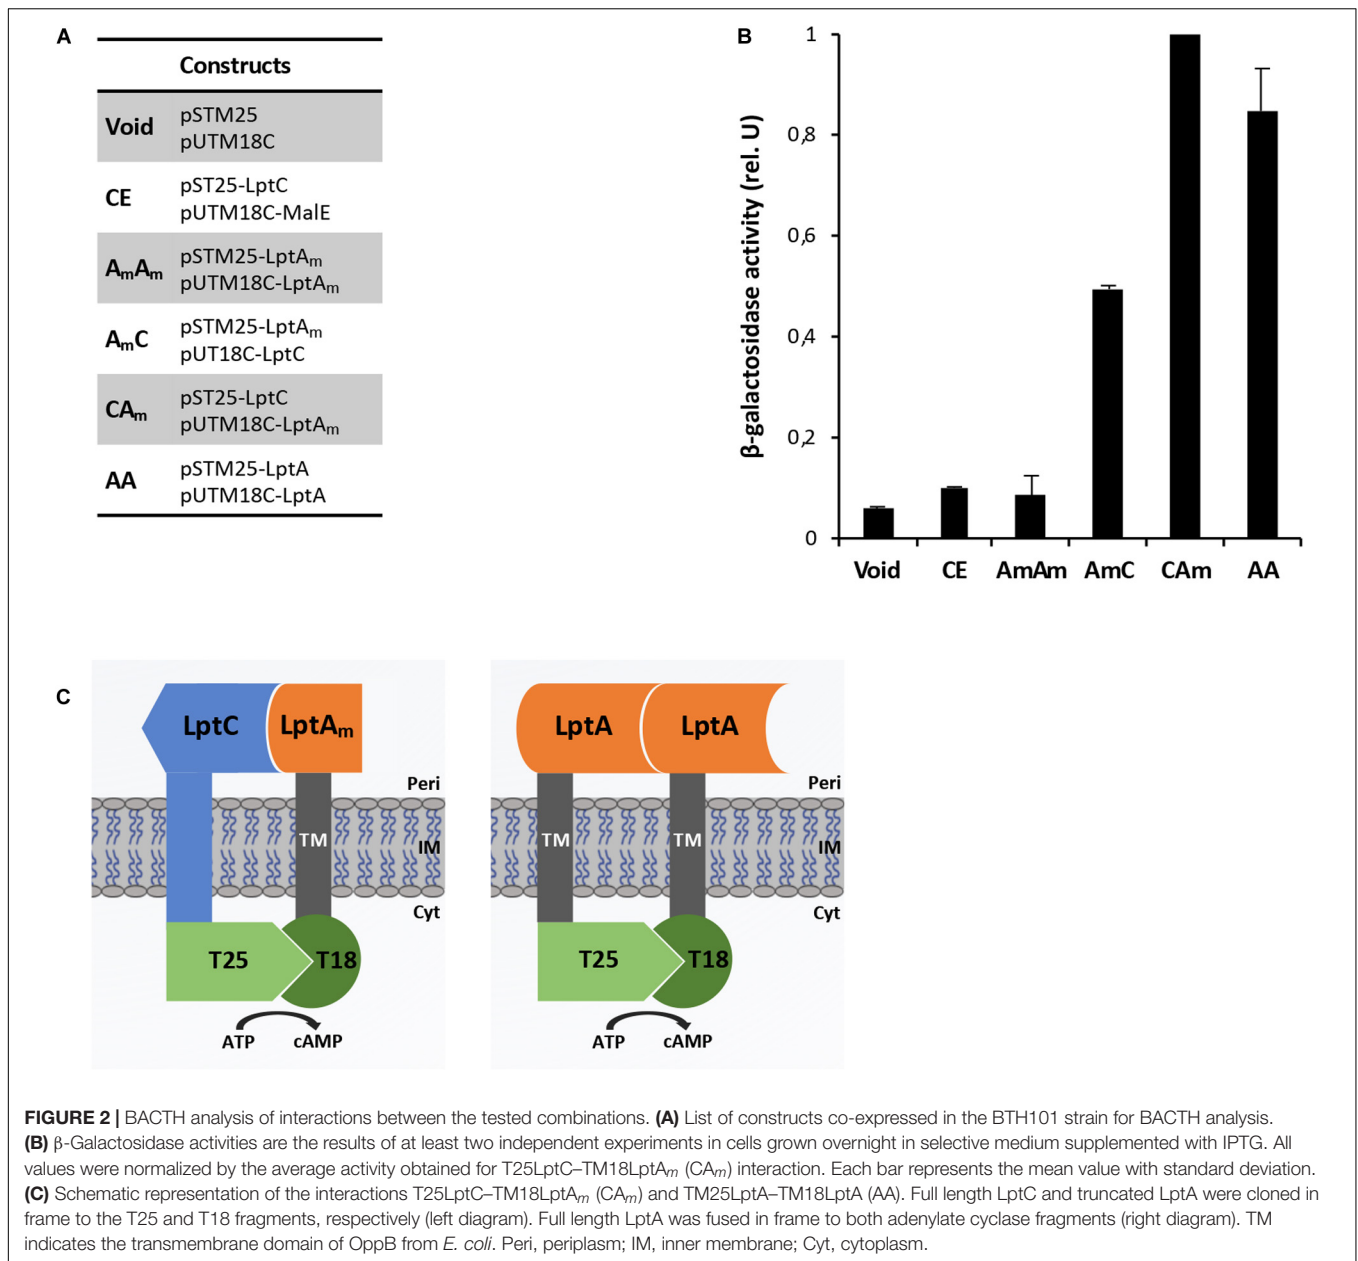 A
Constructs
Void
pSTM25
pUTM18C
CE
pST25-LptC
pUTM18C-MalE
AmAm
pSTM25-LptAm
pUTM18C-LptAm
AmC
pSTM25-LptAm
pUT18C-LptC
CAm
pST25-LptC
pUTM18C-LptAm
AA
pSTM25-LptA
pUTM18C-LptA
B
β-galactosidase activity (rel. U)
1
0,8
0,6
0,4
0,2
0
Void CE AmAm AmC CAm AA
C
LptC LptAm
Peri
TM
IM
Cyt
T25 T18
ATP cAMP
LptA LptA
Peri
TM TM
IM
Cyt
T25 T18
ATP cAMP
FIGURE 2 | BACTH analysis of interactions between the tested combinations. (A) List of constructs co-expressed in the BTH101 strain for BACTH analysis.
(B) β-Galactosidase activities are the results of at least two independent experiments in cells grown overnight in selective medium supplemented with IPTG. All
values were normalized by the average activity obtained for T25LptC–TM18LptAm (CAm) interaction. Each bar represents the mean value with standard deviation.
(C) Schematic representation of the interactions T25LptC–TM18LptAm (CAm) and TM25LptA–TM18LptA (AA). Full length LptC and truncated LptA were cloned in
frame to the T25 and T18 fragments, respectively (left diagram). Full length LptA was fused in frame to both adenylate cyclase fragments (right diagram). TM
indicates the transmembrane domain of OppB from E. coli. Peri, periplasm; IM, inner membrane; Cyt, cytoplasm.